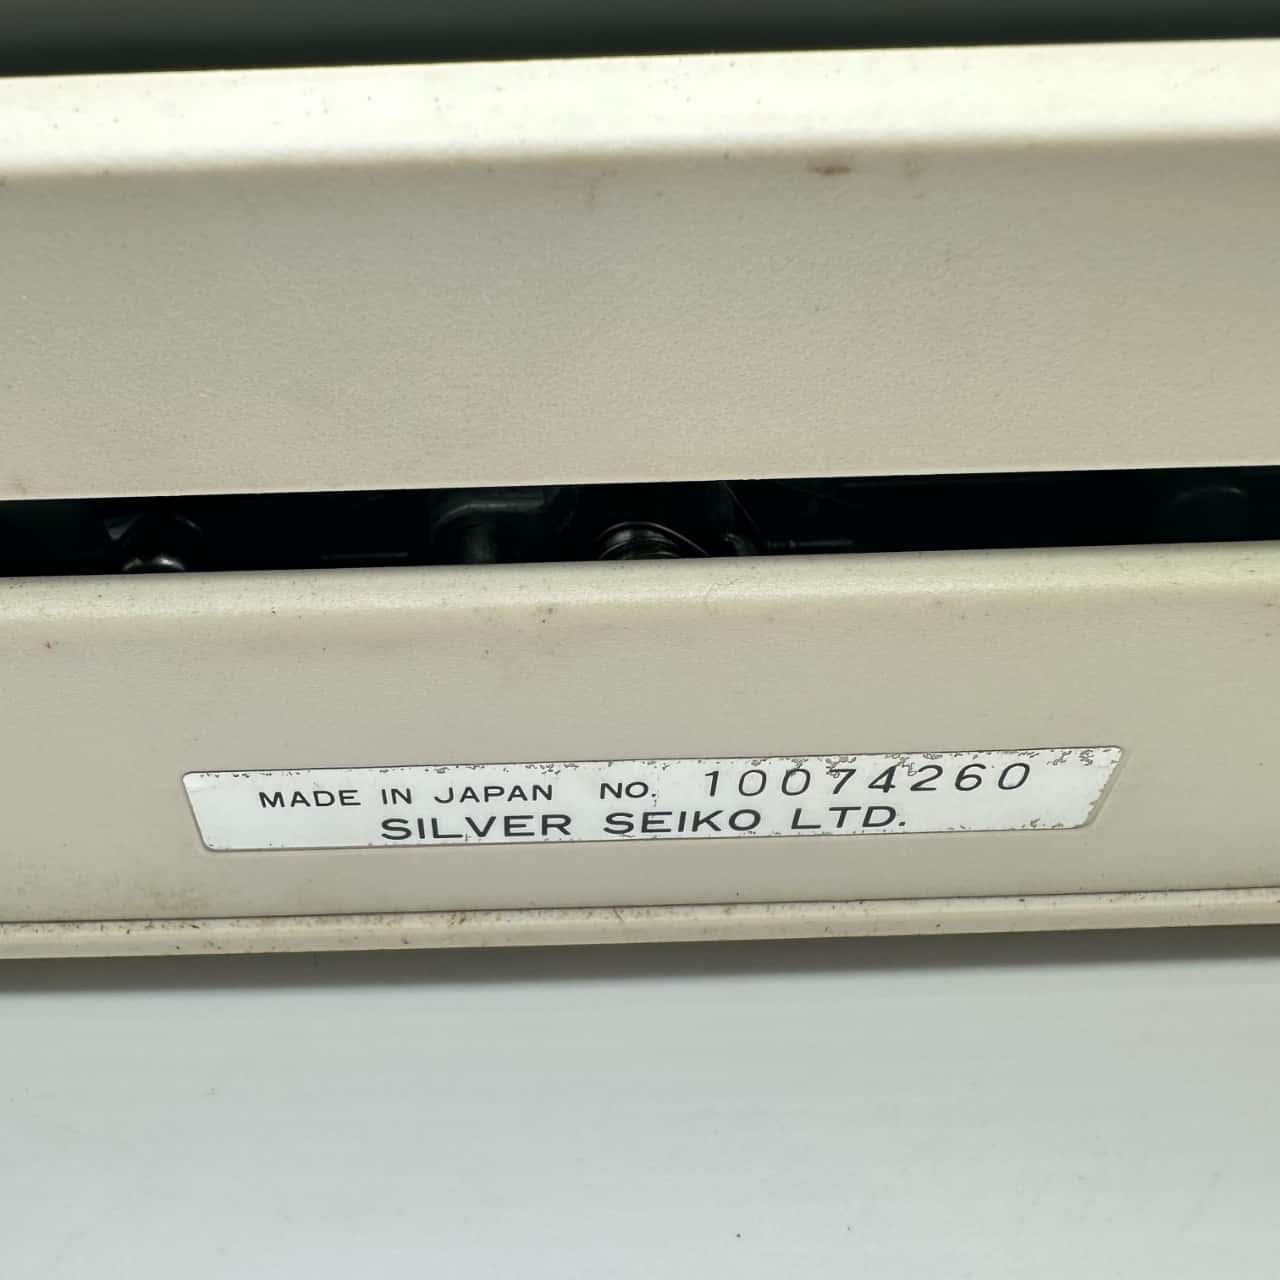 MADE IN JAPAN NO. 10074260
SILVER SEIKO LTD.